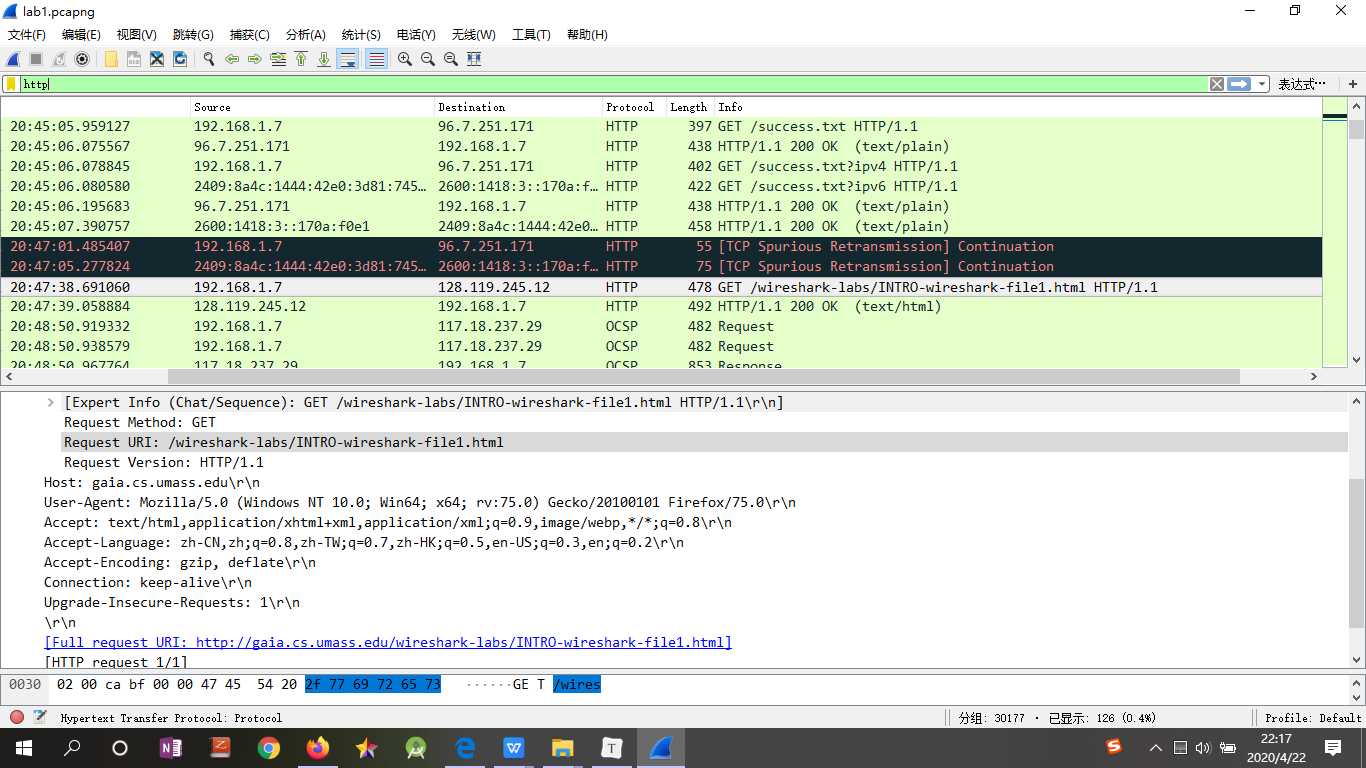 lab1.pcapng
文件(F) 编辑(E) 视图(V) 跳转(G) 捕获(C) 分析(A) 统计(S) 电话(Y) 无线(W) 工具(T) 帮助(H)
http 表达式… +
Source Destination Protocol Length Info
20:45:05.959127 192.168.1.7 96.7.251.171 HTTP 397 GET /success.txt HTTP/1.1
20:45:06.075567 96.7.251.171 192.168.1.7 HTTP 438 HTTP/1.1 200 OK (text/plain)
20:45:06.078845 192.168.1.7 96.7.251.171 HTTP 402 GET /success.txt?ipv4 HTTP/1.1
20:45:06.080580 2409:8a4c:1444:42e0:3d81:745… 2600:1418:3::170a:f… HTTP 422 GET /success.txt?ipv6 HTTP/1.1
20:45:06.195683 96.7.251.171 192.168.1.7 HTTP 438 HTTP/1.1 200 OK (text/plain)
20:45:07.390757 2600:1418:3::170a:f0e1 2409:8a4c:1444:42e0… HTTP 458 HTTP/1.1 200 OK (text/plain)
20:47:01.485407 192.168.1.7 96.7.251.171 HTTP 55 [TCP Spurious Retransmission] Continuation
20:47:05.277824 2409:8a4c:1444:42e0:3d81:745… 2600:1418:3::170a:f… HTTP 75 [TCP Spurious Retransmission] Continuation
20:47:38.691060 192.168.1.7 128.119.245.12 HTTP 478 GET /wireshark-labs/INTRO-wireshark-file1.html HTTP/1.1
20:47:39.058884 128.119.245.12 192.168.1.7 HTTP 492 HTTP/1.1 200 OK (text/html)
20:48:50.919332 192.168.1.7 117.18.237.29 OCSP 482 Request
20:48:50.938579 192.168.1.7 117.18.237.29 OCSP 482 Request
20:48:50.967764 117.18.237.29 192.168.1.7 OCSP 853 Response
[Expert Info (Chat/Sequence): GET /wireshark-labs/INTRO-wireshark-file1.html HTTP/1.1\r\n]
Request Method: GET
Request URI: /wireshark-labs/INTRO-wireshark-file1.html
Request Version: HTTP/1.1
Host: gaia.cs.umass.edu\r\n
User-Agent: Mozilla/5.0 (Windows NT 10.0; Win64; x64; rv:75.0) Gecko/20100101 Firefox/75.0\r\n
Accept: text/html,application/xhtml+xml,application/xml;q=0.9,image/webp,*/*;q=0.8\r\n
Accept-Language: zh-CN,zh;q=0.8,zh-TW;q=0.7,zh-HK;q=0.5,en-US;q=0.3,en;q=0.2\r\n
Accept-Encoding: gzip, deflate\r\n
Connection: keep-alive\r\n
Upgrade-Insecure-Requests: 1\r\n
\r\n
[Full request URI: http://gaia.cs.umass.edu/wireshark-labs/INTRO-wireshark-file1.html]
[HTTP request 1/1]
0030 02 00 ca bf 00 00 47 45 54 20 2f 77 69 72 65 73 ······GE T /wires
Hypertext Transfer Protocol: Protocol 分组: 30177 · 已显示: 126 (0.4%) Profile: Default
22:17
2020/4/22